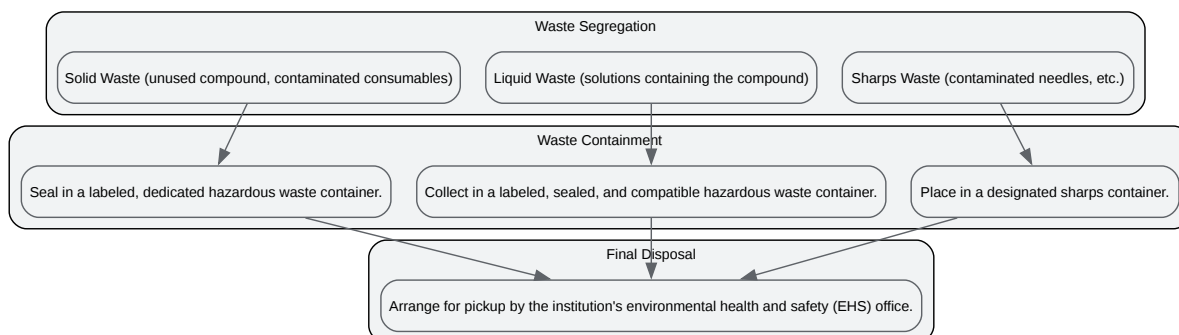 Waste Segregation
Solid Waste (unused compound, contaminated consumables)
Liquid Waste (solutions containing the compound)
Sharps Waste (contaminated needles, etc.)
Waste Containment
Seal in a labeled, dedicated hazardous waste container.
Collect in a labeled, sealed, and compatible hazardous waste container.
Place in a designated sharps container.
Final Disposal
Arrange for pickup by the institution's environmental health and safety (EHS) office.